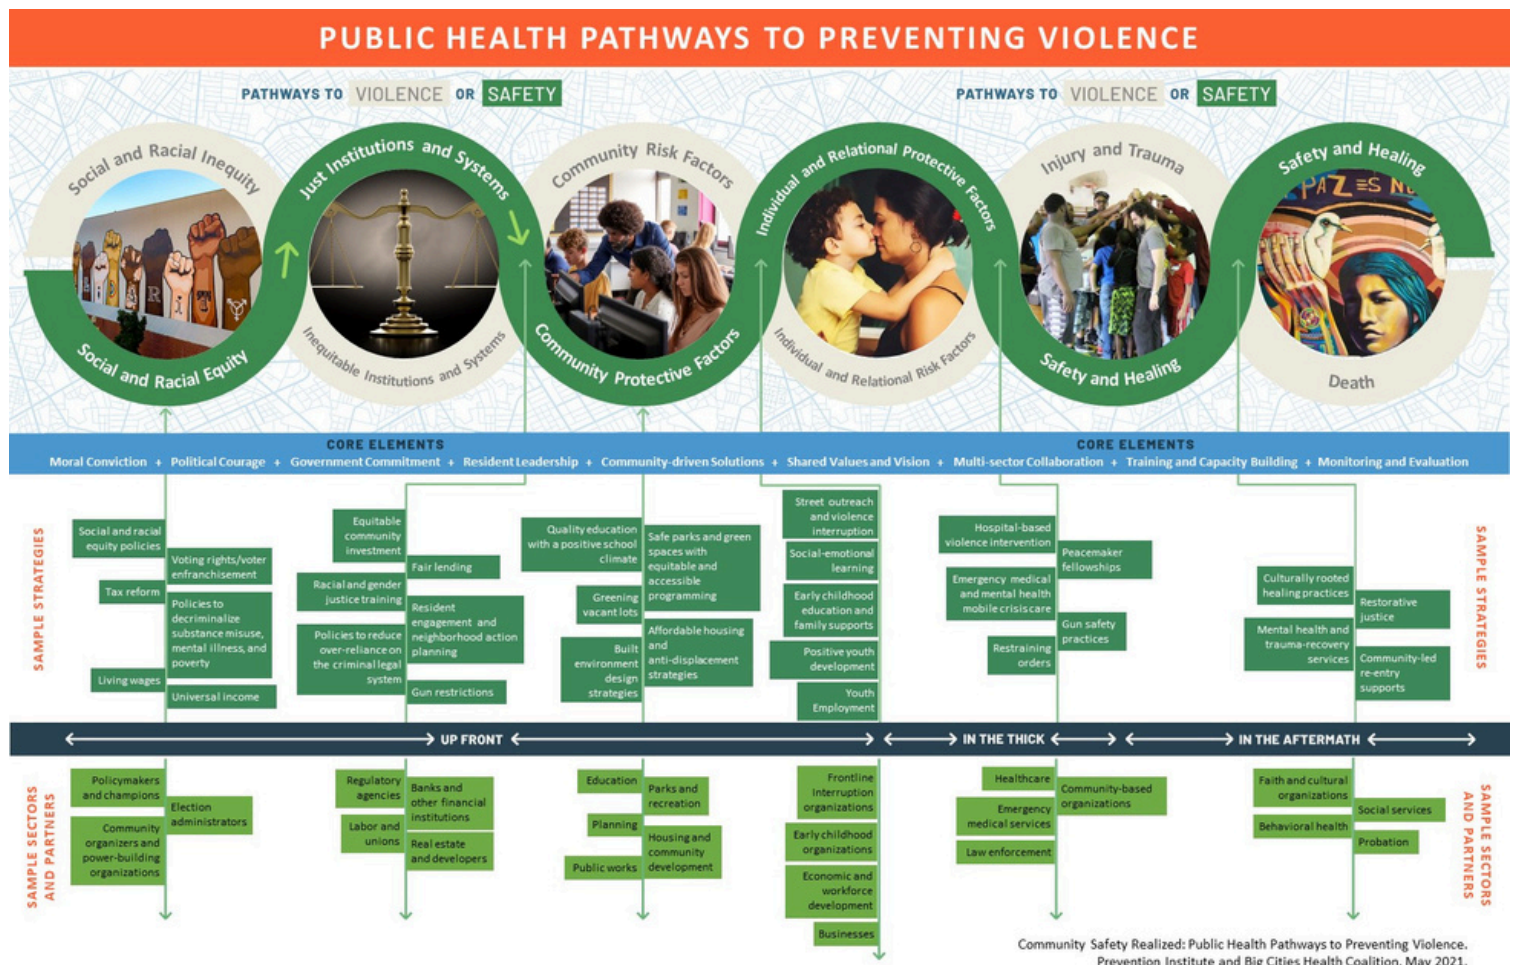 PUBLIC HEALTH PATHWAYS TO PREVENTING VIOLENCE
PATHWAYS TO VIOLENCE OR SAFETY
PATHWAYS TO VIOLENCE OR SAFETY
Social and Racial Inequity
Social and Racial Equity
Just Institutions and Systems
Inequitable Institutions and Systems
Community Risk Factors
Community Protective Factors
Individual and Relational Protective Factors
Individual and Relational Risk Factors
Injury and Trauma
Safety and Healing
Safety and Healing
PAZES
Death
CORE ELEMENTS
CORE ELEMENTS
Moral Conviction + Political Courage + Government Commitment + Resident Leadership + Community-driven Solutions + Shared Values and Vision + Multi-sector Collaboration + Training and Capacity Building + Monitoring and Evaluation
SAMPLE STRATEGIES
Social and racial
equity policies
Voting rights/voter
enfranchisement
Tax reform
Policies to
decriminalize
substance misuse,
mental illness, and
poverty
Living wages
Universal income
Equitable
community
investment
Fair lending
Racial and gender
justice training
Resident
engagement and
neighborhood action
planning
Policies to reduce
over-reliance on
the criminal legal
system
Gun restrictions
Quality education
with a positive school
climate
Safe parks and green
spaces with
equitable and
accessible
programming
Greening
vacant lots
Affordable housing
and
anti-displacement
strategies
Built
environment
design
strategies
Street outreach
and violence
interruption
Social-emotional
learning
Early childhood
education and
family supports
Positive youth
development
Youth
Employment
Hospital-based
violence intervention
Peacemaker
fellowships
Emergency medical
and mental health
mobile crisis care
Gun safety
practices
Restraining
orders
Culturally rooted
healing practices
Restorative
justice
Mental health and
trauma-recovery
services
Community-led
re-entry
supports
SAMPLE STRATEGIES
UP FRONT
IN THE THICK
IN THE AFTERMATH
SAMPLE SECTORS
AND PARTNERS
Policymakers
and champions
Election
administrators
Community
organizers and
power-building
organizations
Regulatory
agencies
Banks and
other financial
institutions
Labor and
unions
Real estate
and developers
Education
Parks and
recreation
Planning
Housing and
community
development
Public works
Frontline
Interruption
organizations
Early childhood
organizations
Economic and
workforce
development
Businesses
Healthcare
Community-based
organizations
Emergency
medical services
Law enforcement
Faith and cultural
organizations
Social services
Behavioral health
Probation
SAMPLE SECTORS
AND PARTNERS
Community Safety Realized: Public Health Pathways to Preventing Violence.
Prevention Institute and Big Cities Health Coalition. May 2021.